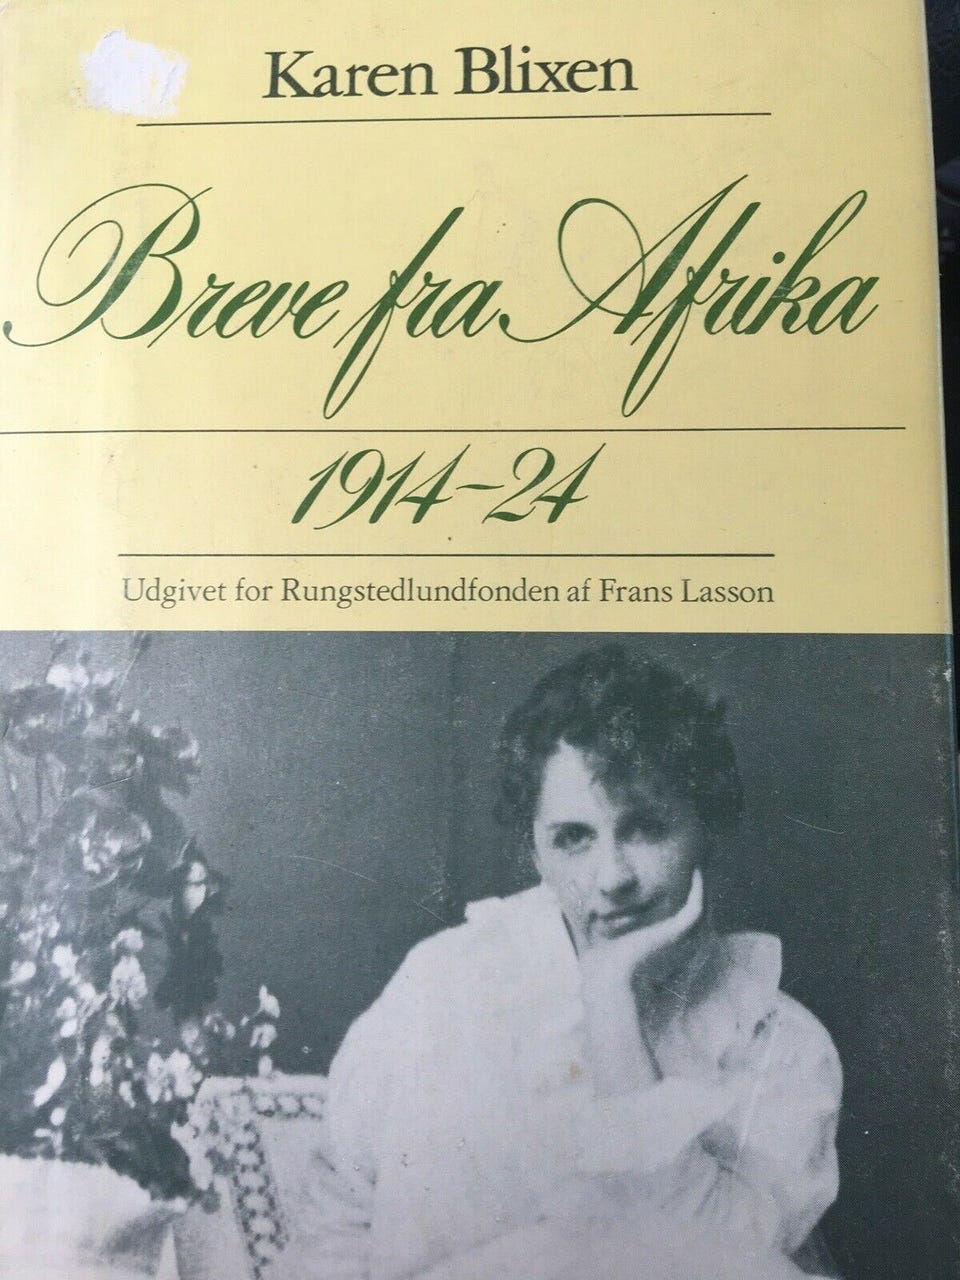 Karen Blixen
Breve fra Afrika
1914-24
Udgivet for Rungstedlundfonden af Frans Lasson